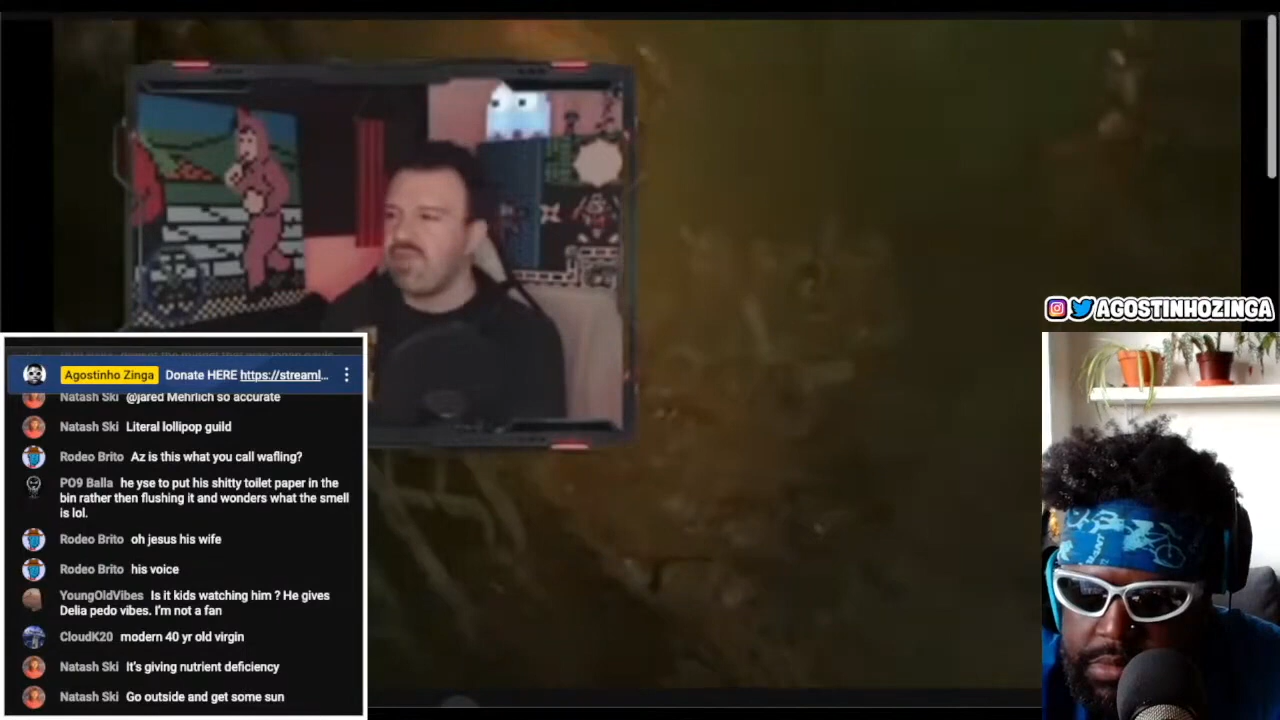 AGOSTINHOZINGA
Agostinho Zinga Donate HERE https://streaml...
Natash Ski @jared Mehrlich so accurate
Natash Ski Literal lollipop guild
Rodeo Brito Az is this what you call wafling?
PO9 Balla he yse to put his shitty toilet paper in the
bin rather then flushing it and wonders what the smell
is lol.
Rodeo Brito oh jesus his wife
Rodeo Brito his voice
YoungOldVibes Is it kids watching him ? He gives
Delia pedo vibes. I'm not a fan
CloudK20 modern 40 yr old virgin
Natash Ski It's giving nutrient deficiency
Natash Ski Go outside and get some sun